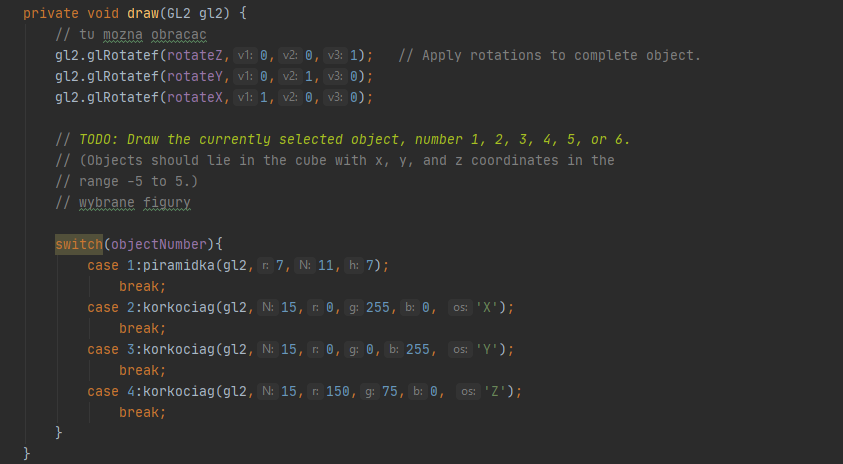 private void draw(GL2 gl2) {
// tu mozna obracac
gl2.glRotatef(rotateZ, v1: 0, v2: 0, v3: 1);   // Apply rotations to complete object.
gl2.glRotatef(rotateY, v1: 0, v2: 1, v3: 0);
gl2.glRotatef(rotateX, v1: 1, v2: 0, v3: 0);
// TODO: Draw the currently selected object, number 1, 2, 3, 4, 5, or 6.
// (Objects should lie in the cube with x, y, and z coordinates in the
// range -5 to 5.)
// wybrane figury
switch(objectNumber){
case 1:piramidka(gl2, r: 7, N: 11, h: 7);
break;
case 2:korkociag(gl2, N: 15, r: 0, g: 255, b: 0, os: 'X');
break;
case 3:korkociag(gl2, N: 15, r: 0, g: 0, b: 255, os: 'Y');
break;
case 4:korkociag(gl2, N: 15, r: 150, g: 75, b: 0, os: 'Z');
break;
}
}